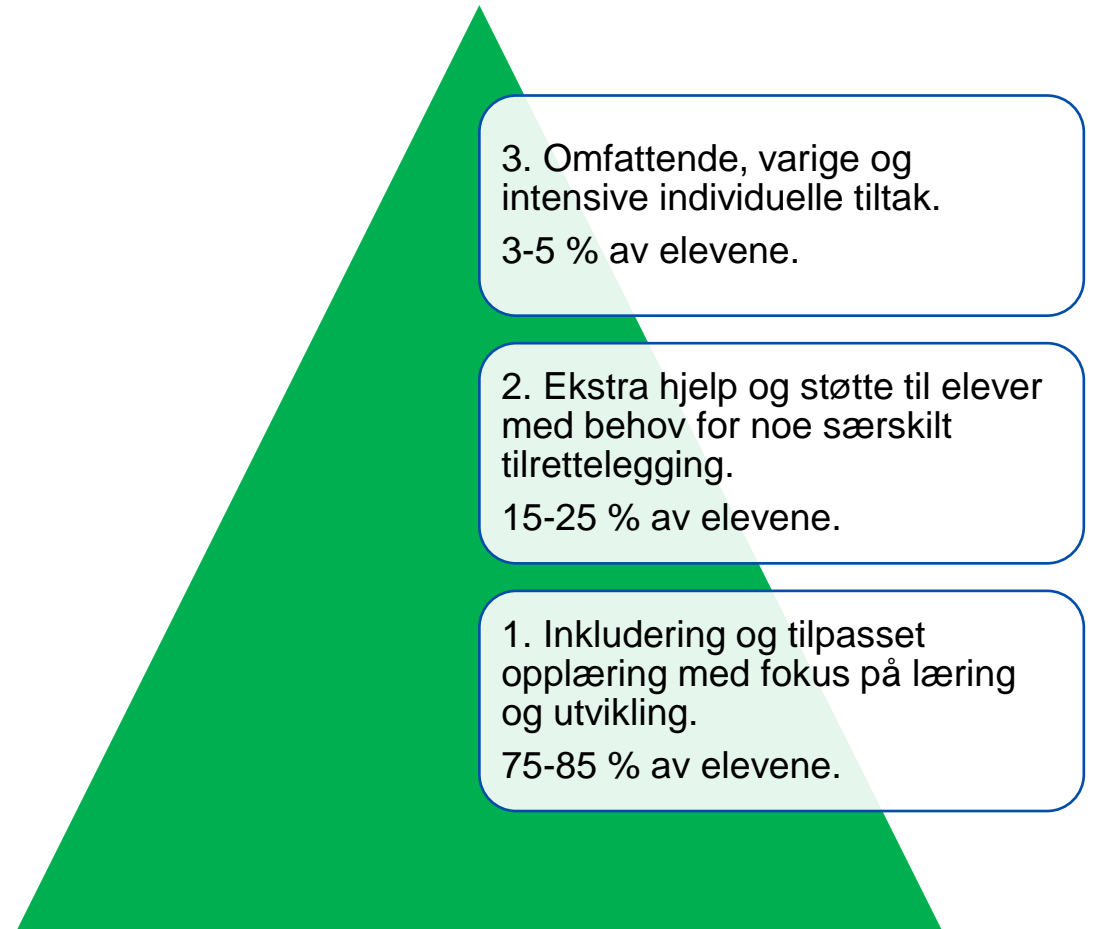 3. Omfattende, varige og
intensive individuelle tiltak.
3-5 % av elevene.
2. Ekstra hjelp og støtte til elever
med behov for noe særskilt
tilrettelegging.
15-25 % av elevene.
1. Inkludering og tilpasset
opplæring med fokus på læring
og utvikling.
75-85 % av elevene.